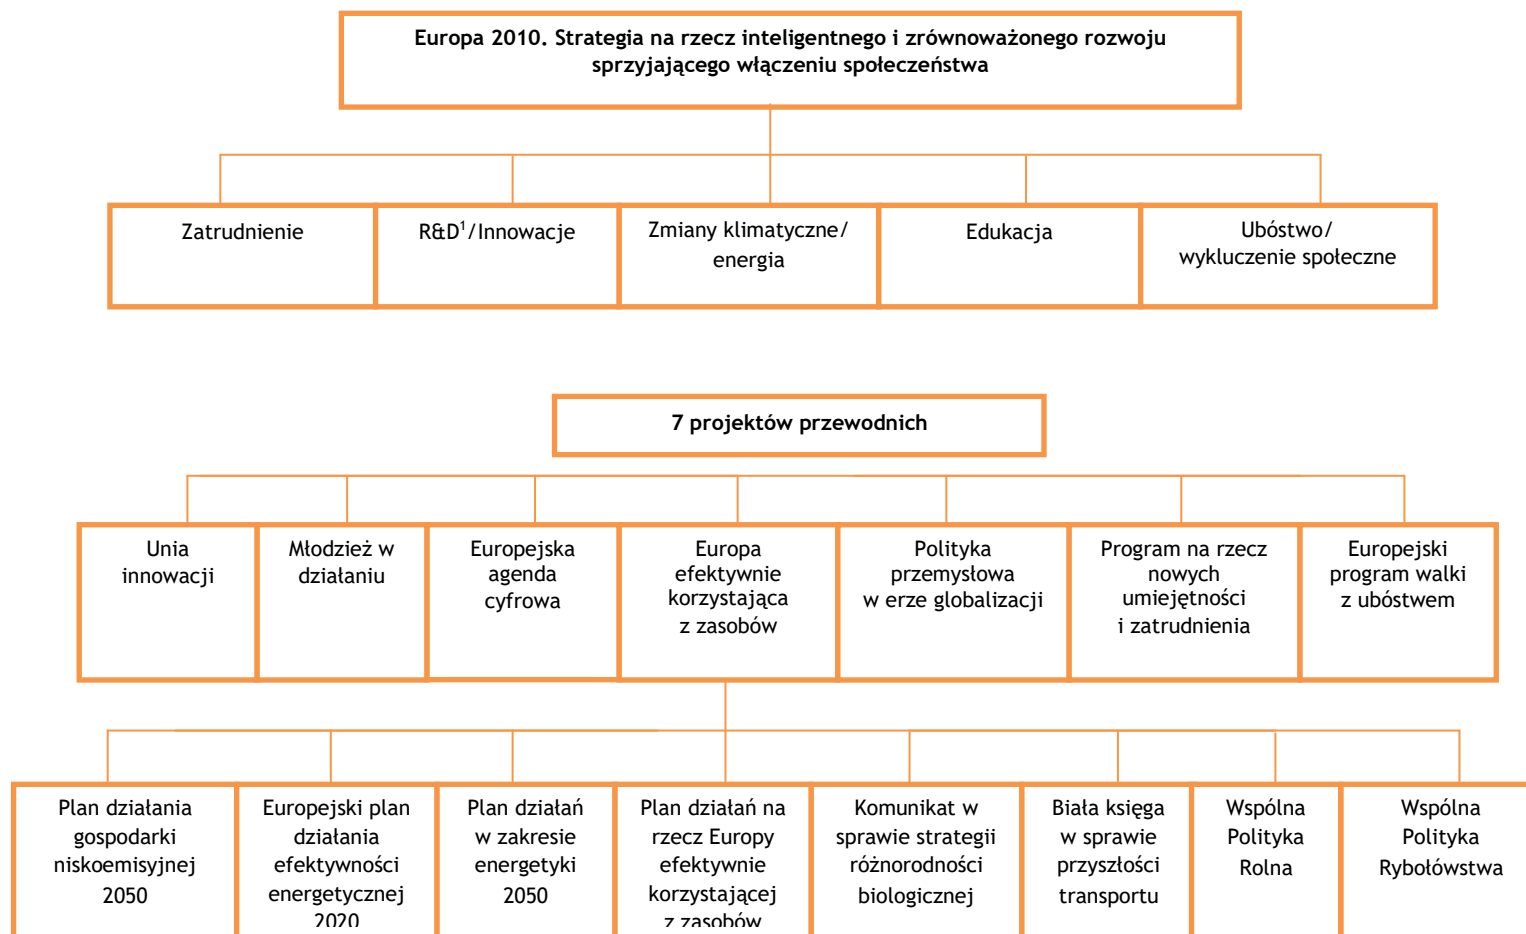 Europa 2010. Strategia na rzecz inteligentnego i zrównoważonego rozwoju
sprzyjającego włączeniu społeczeństwa
Zatrudnienie
R&D¹/Innowacje
Zmiany klimatyczne/
energia
Edukacja
Ubóstwo/
wykluczenie społeczne
7 projektów przewodnich
Unia
innowacji
Młodzież w
działaniu
Europejska
agenda
cyfrowa
Europa
efektywnie
korzystająca
z zasobów
Polityka
przemysłowa
w erze globalizacji
Program na rzecz
nowych
umiejętności
i zatrudnienia
Europejski
program walki
z ubóstwem
Plan działania
gospodarki
niskoemisyjnej
2050
Europejski plan
działania
efektywności
energetycznej
2020
Plan działań
w zakresie
energetyki
2050
Plan działań na
rzecz Europy
efektywnie
korzystającej
z zasobów
Komunikat w
sprawie strategii
różnorodności
biologicznej
Biała księga
w sprawie
przyszłości
transportu
Wspólna
Polityka
Rolna
Wspólna
Polityka
Rybołówstwa